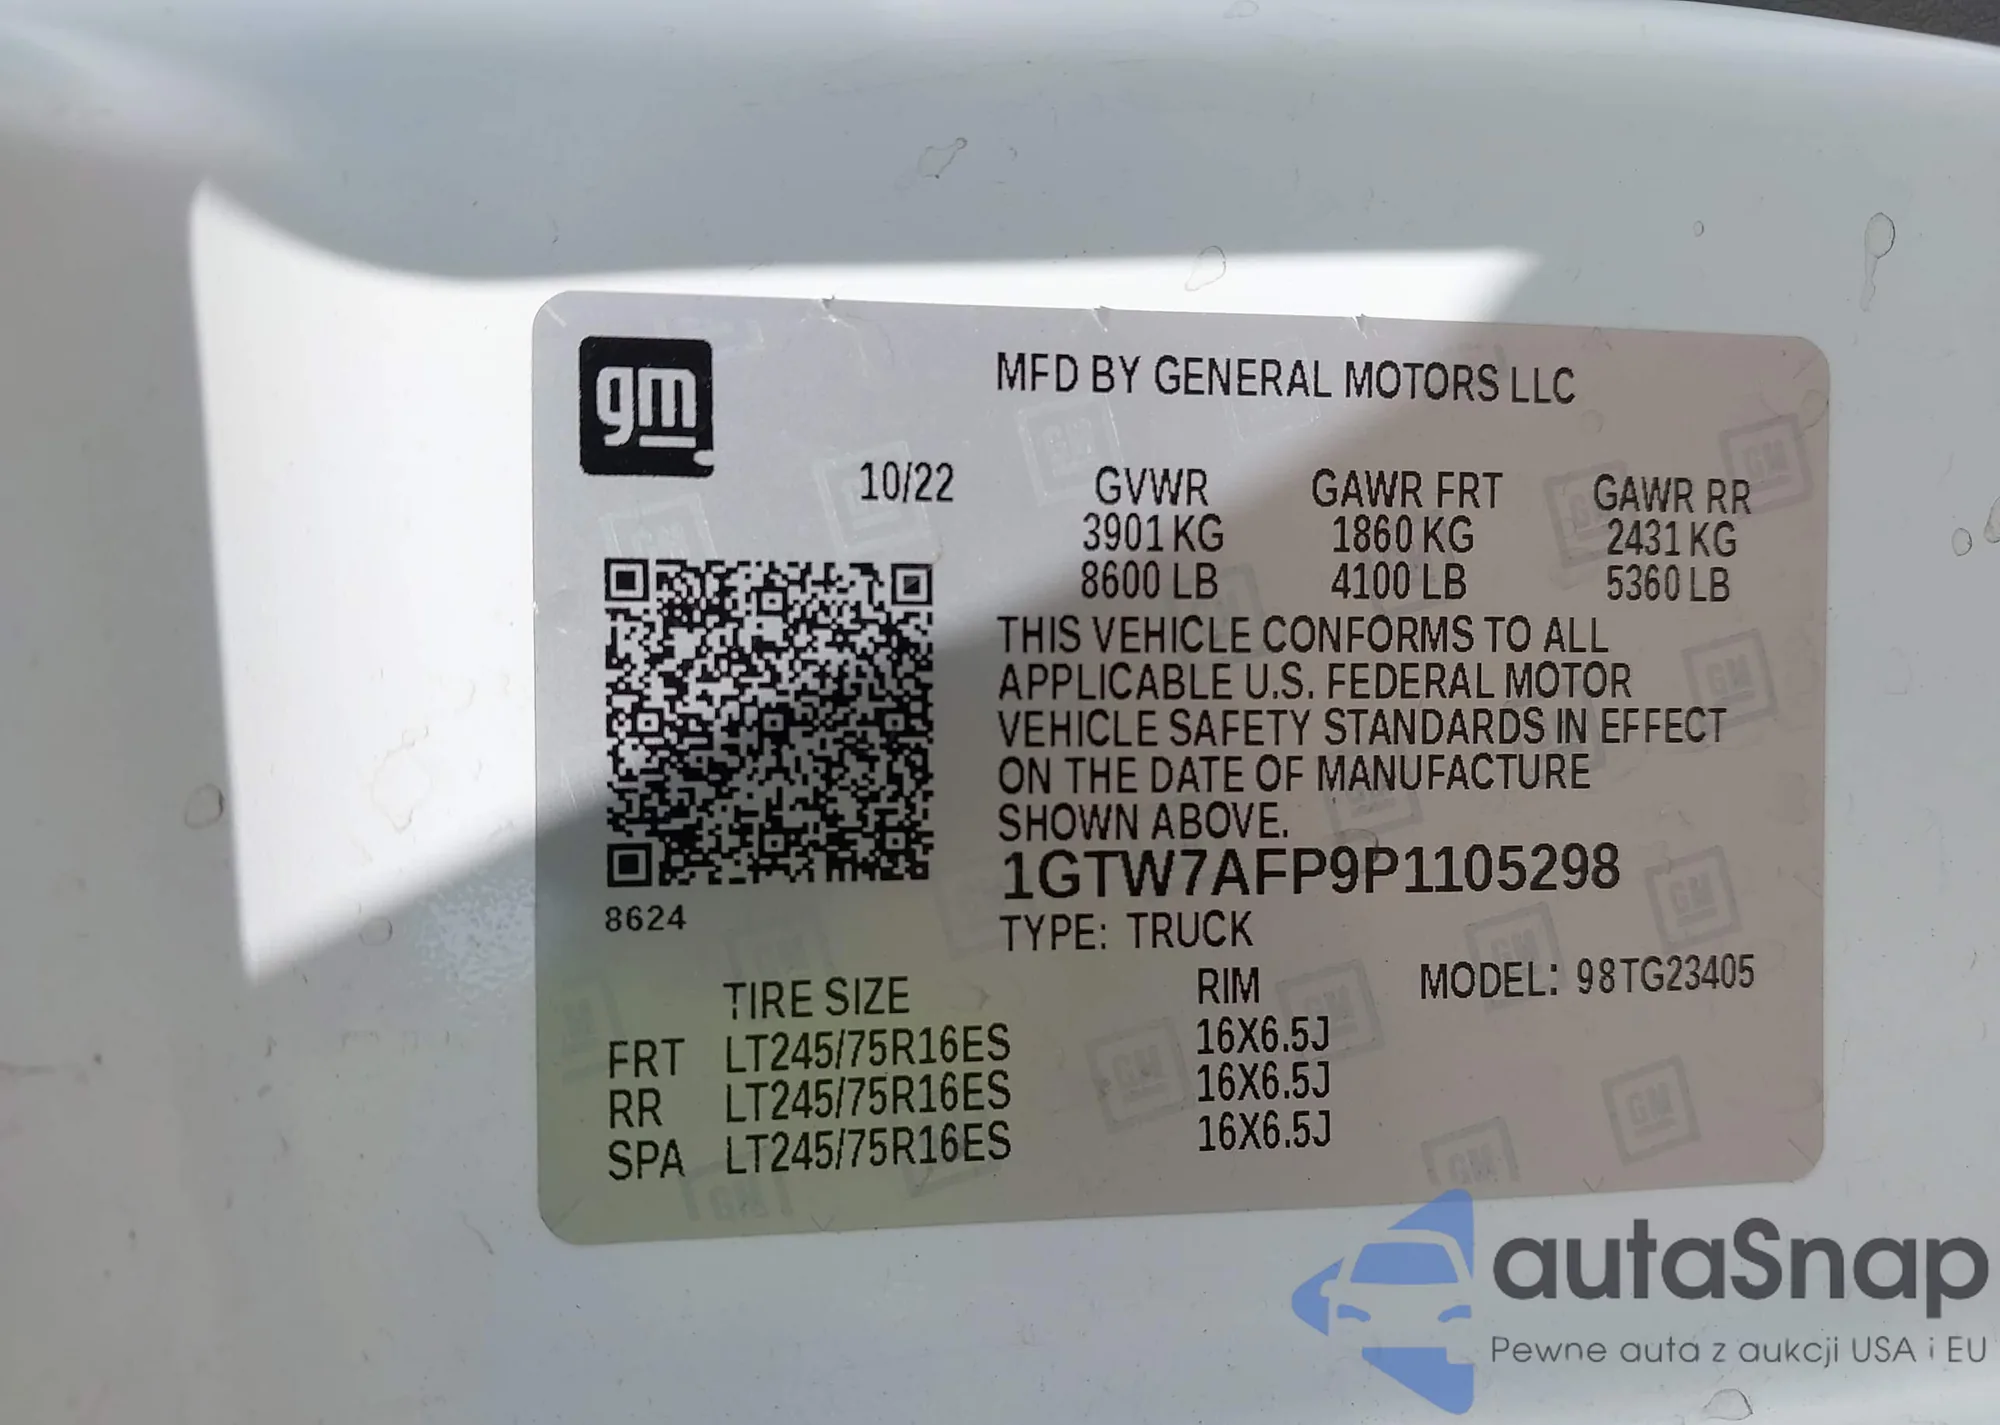 gm
MFD BY GENERAL MOTORS LLC
10/22 GVWR GAWR FRT GAWR RR
3901 KG 1860 KG 2431 KG
8600 LB 4100 LB 5360 LB
THIS VEHICLE CONFORMS TO ALL
APPLICABLE U.S. FEDERAL MOTOR
VEHICLE SAFETY STANDARDS IN EFFECT
ON THE DATE OF MANUFACTURE
SHOWN ABOVE.
1GTW7AFP9P1105298
8624
TYPE: TRUCK
TIRE SIZE RIM MODEL: 98TG23405
FRT LT245/75R16ES 16X6.5J
RR LT245/75R16ES 16X6.5J
SPA LT245/75R16ES 16X6.5J
autaSnap
Pewne auta z aukcji USA i EU